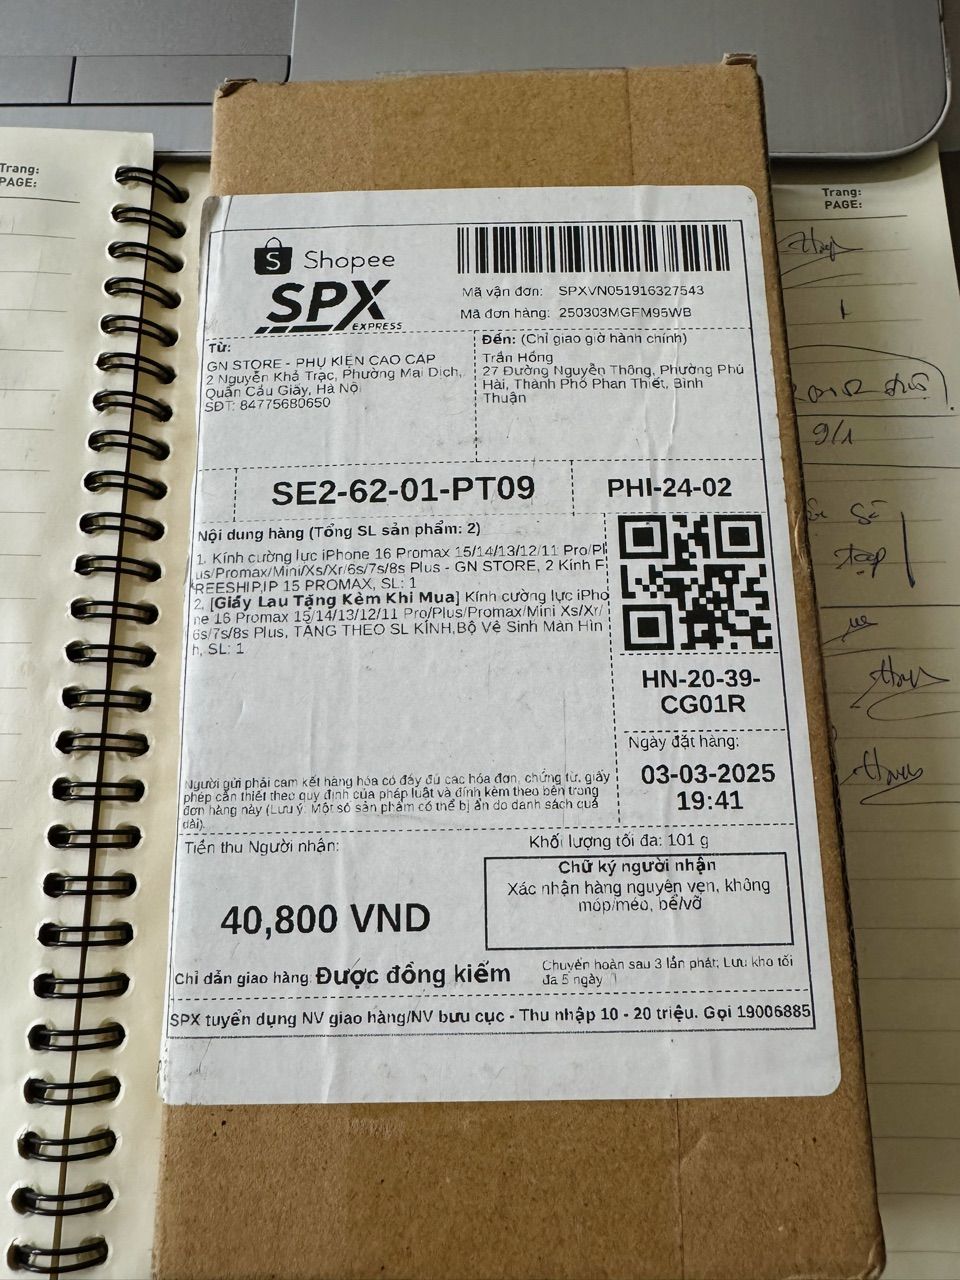 Trang:
PAGE:
Trang:
PAGE:
S Shopee
SPX
EXPRESS
Mã vận đơn: SPXVN051916327543
Mã đơn hàng: 250303MGFM95WB
Từ:
GN STORE - PHỤ KIỆN CAO CẤP
2 Nguyễn Khả Trạc, Phường Mai Dịch,
Quận Cầu Giấy, Hà Nội
SĐT: 84775680650
Đến: (Chỉ giao giờ hành chính)
Trần Hồng
27 Đường Nguyễn Thông, Phường Phú
Hài, Thành Phố Phan Thiết, Bình
Thuận
SE2-62-01-PT09
PHI-24-02
Nội dung hàng (Tổng SL sản phẩm: 2)
1. Kính cường lực iPhone 16 Promax 15/14/13/12/11 Pro/Pl
us/Promax/Mini/Xs/Xr/6s/7s/8s Plus - GN STORE, 2 Kính F
REESHIP,IP 15 PROMAX, SL: 1
2. [Giấy Lau Tặng Kèm Khi Mua] Kính cường lực iPho
ne 16 Promax 15/14/13/12/11 Pro/Plus/Promax/Mini Xs/Xr/
6s/7s/8s Plus, TẶNG THEO SL KÍNH,Bộ Vệ Sinh Màn Hìn
h, SL: 1
HN-20-39-
CG01R
Ngày đặt hàng:
03-03-2025
19:41
Người gửi phải cam kết hàng hóa có đầy đủ các hóa đơn, chứng từ, giấy
phép cần thiết theo quy định của pháp luật và đính kèm theo bên trong
đơn hàng này (Lưu ý: Một số sản phẩm có thể bị ẩn do danh sách quá
dài).
Tiền thu Người nhận:
40,800 VND
Khối lượng tối đa: 101 g
Chữ ký người nhận
Xác nhận hàng nguyên vẹn, không
móp/méo, bể/vỡ
Chỉ dẫn giao hàng: Được đồng kiểm
Chuyển hoàn sau 3 lần phát; Lưu kho tối
đa 5 ngày
SPX tuyển dụng NV giao hàng/NV bưu cục - Thu nhập 10 - 20 triệu. Gọi 19006885
9/1